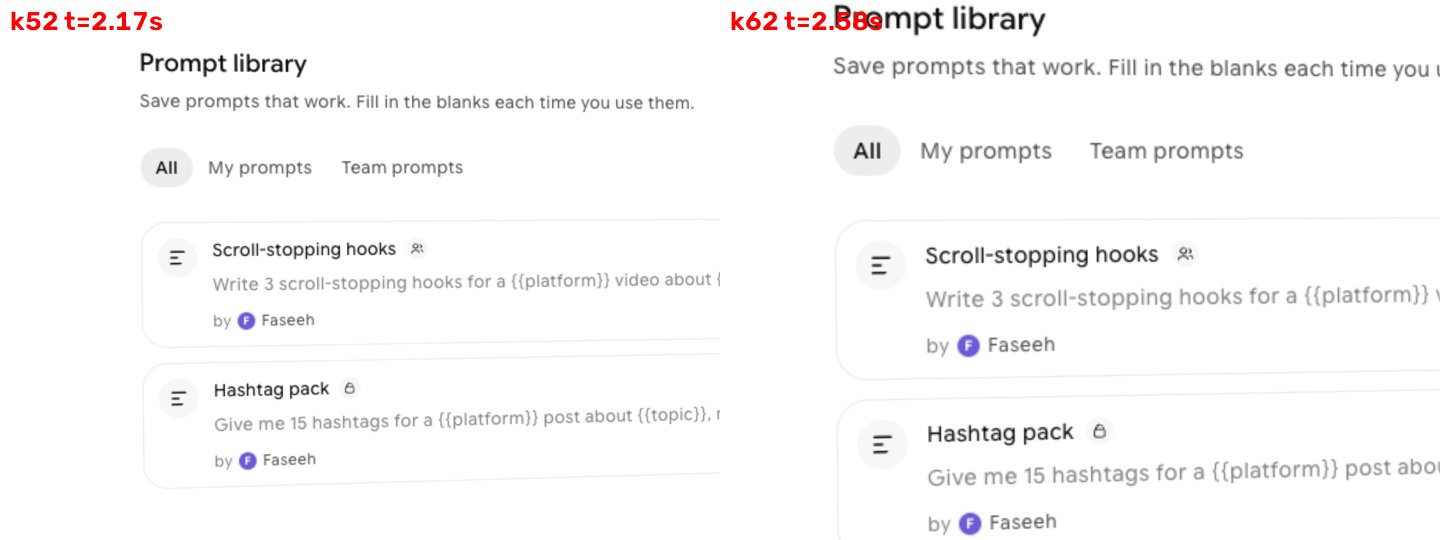 k52 t=2.17s
Prompt library
Save prompts that work. Fill in the blanks each time you use them.
All
My prompts
Team prompts
Scroll-stopping hooks
Write 3 scroll-stopping hooks for a {{platform}} video about {
by F Faseeh
Hashtag pack
Give me 15 hashtags for a {{platform}} post about {{topic}}, r
by F Faseeh
k62 t=2.58s
Prompt library
Save prompts that work. Fill in the blanks each time you
All
My prompts
Team prompts
Scroll-stopping hooks
Write 3 scroll-stopping hooks for a {{platform}}
by F Faseeh
Hashtag pack
Give me 15 hashtags for a {{platform}} post abou
by F Faseeh